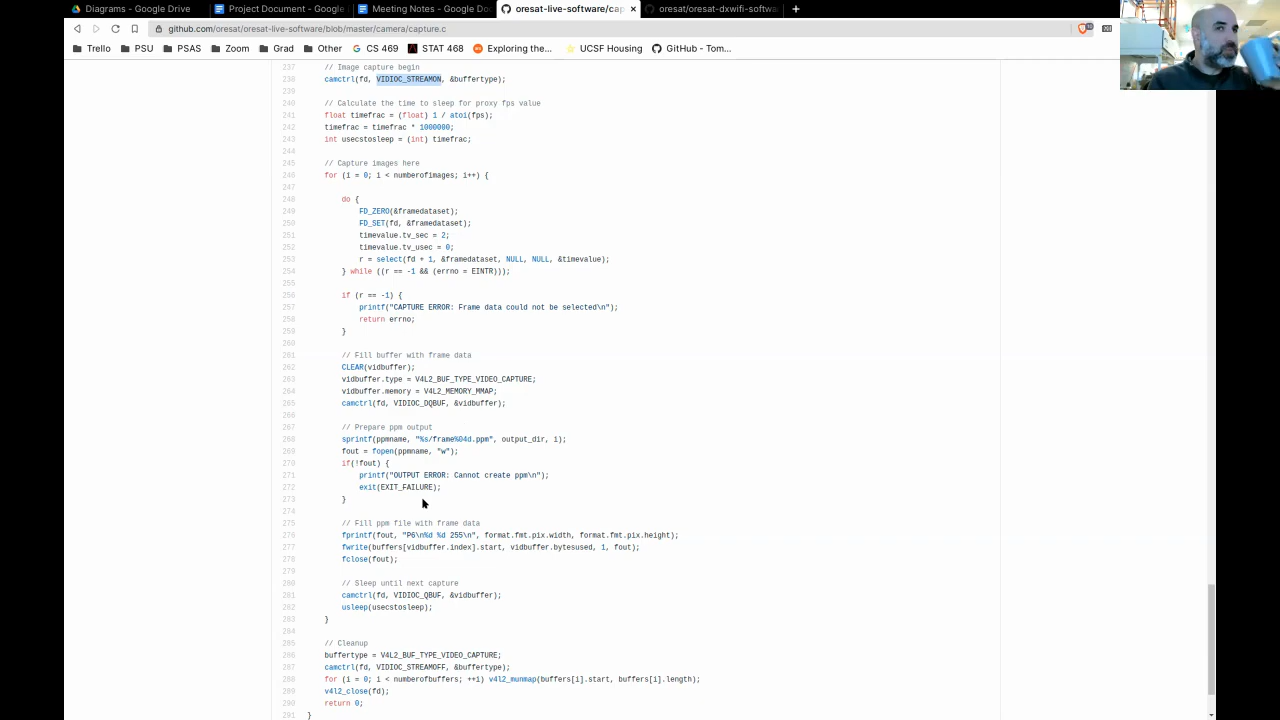 Diagrams - Google Drive
Project Document - Google
Meeting Notes - Google Do
oresat-live-software/cap
oresat/oresat-dxwifi-softwa
github.com/oresat/oresat-live-software/blob/master/camera/capture.c
Trello PSU PSAS Zoom Grad Other CS 469 STAT 468 Exploring the... UCSF Housing GitHub - Tom...
237 // Image capture begin
238 camctrl(fd, VIDIOC_STREAMON, &buffertype);
239
240 // Calculate the time to sleep for proxy fps value
241 float timefrac = (float) 1 / atoi(fps);
242 timefrac = timefrac * 1000000;
243 int usecstosleep = (int) timefrac;
244
245 // Capture images here
246 for (i = 0; i < numberofimages; i++) {
247
248 do {
249 FD_ZERO(&framedataset);
250 FD_SET(fd, &framedataset);
251 timevalue.tv_sec = 2;
252 timevalue.tv_usec = 0;
253 r = select(fd + 1, &framedataset, NULL, NULL, &timevalue);
254 } while ((r == -1 && (errno = EINTR)));
255
256 if (r == -1) {
257 printf("CAPTURE ERROR: Frame data could not be selected\n");
258 return errno;
259 }
260
261 // Fill buffer with frame data
262 CLEAR(vidbuffer);
263 vidbuffer.type = V4L2_BUF_TYPE_VIDEO_CAPTURE;
264 vidbuffer.memory = V4L2_MEMORY_MMAP;
265 camctrl(fd, VIDIOC_DQBUF, &vidbuffer);
266
267 // Prepare ppm output
268 sprintf(ppmname, "%s/frame%04d.ppm", output_dir, i);
269 fout = fopen(ppmname, "w");
270 if(!fout) {
271 printf("OUTPUT ERROR: Cannot create ppm\n");
272 exit(EXIT_FAILURE);
273 }
274
275 // Fill ppm file with frame data
276 fprintf(fout, "P6\n%d %d 255\n", format.fmt.pix.width, format.fmt.pix.height);
277 fwrite(buffers[vidbuffer.index].start, vidbuffer.bytesused, 1, fout);
278 fclose(fout);
279
280 // Sleep until next capture
281 camctrl(fd, VIDIOC_QBUF, &vidbuffer);
282 usleep(usecstosleep);
283 }
284
285 // Cleanup
286 buffertype = V4L2_BUF_TYPE_VIDEO_CAPTURE;
287 camctrl(fd, VIDIOC_STREAMOFF, &buffertype);
288 for (i = 0; i < numberofbuffers; ++i) v4l2_munmap(buffers[i].start, buffers[i].length);
289 v4l2_close(fd);
290 return 0;
291 }